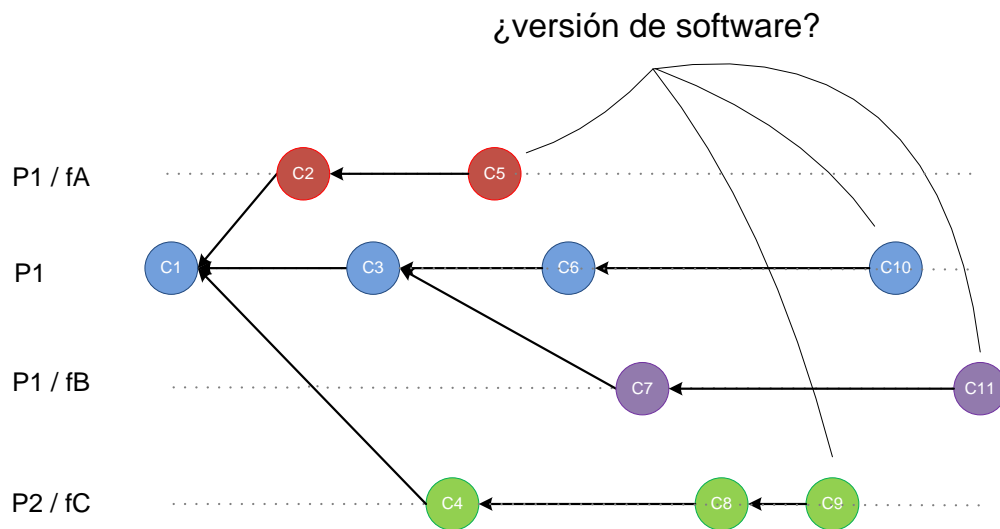 ¿versión de software?
P1 / fA
C2
C5
P1
C1
C3
C6
C10
P1 / fB
C7
C11
P2 / fC
C4
C8
C9